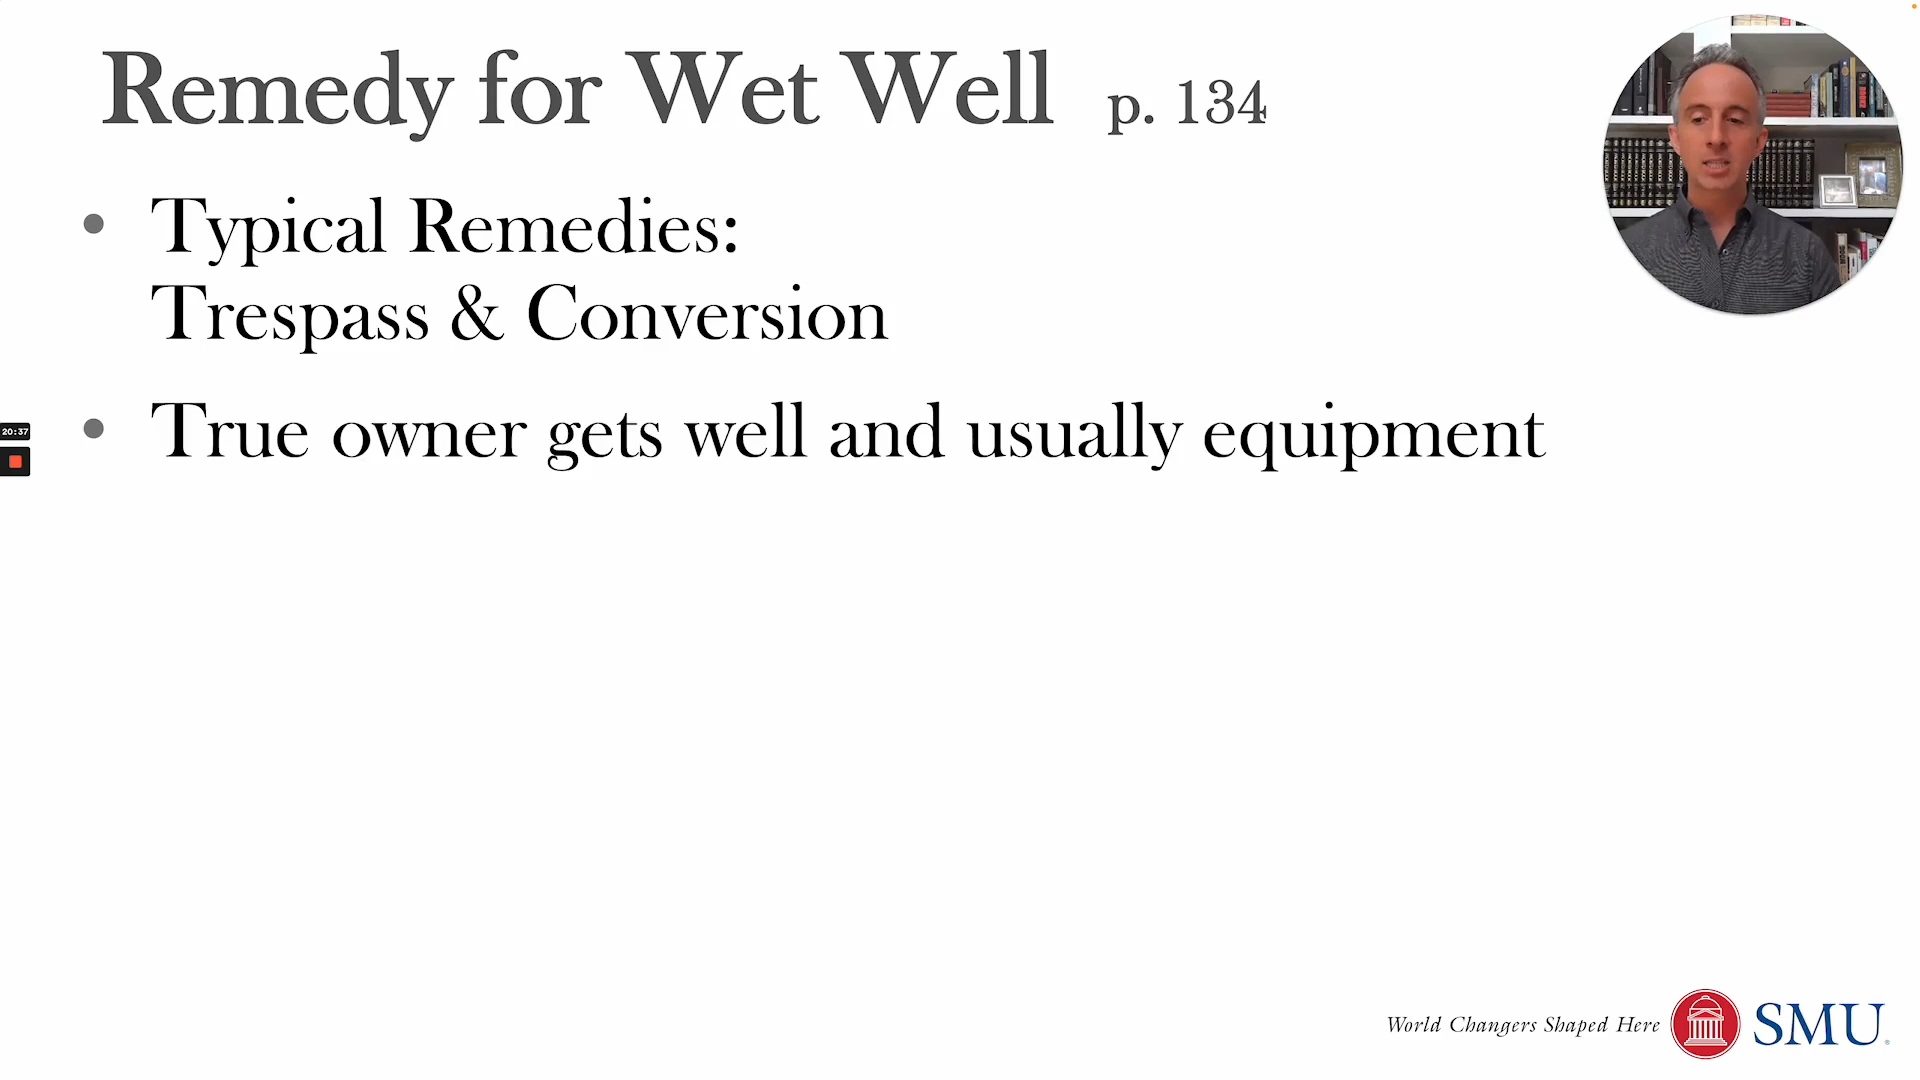 Remedy for Wet Well p. 134
• Typical Remedies:
Trespass & Conversion
• True owner gets well and usually equipment
20:37
World Changers Shaped Here SMU